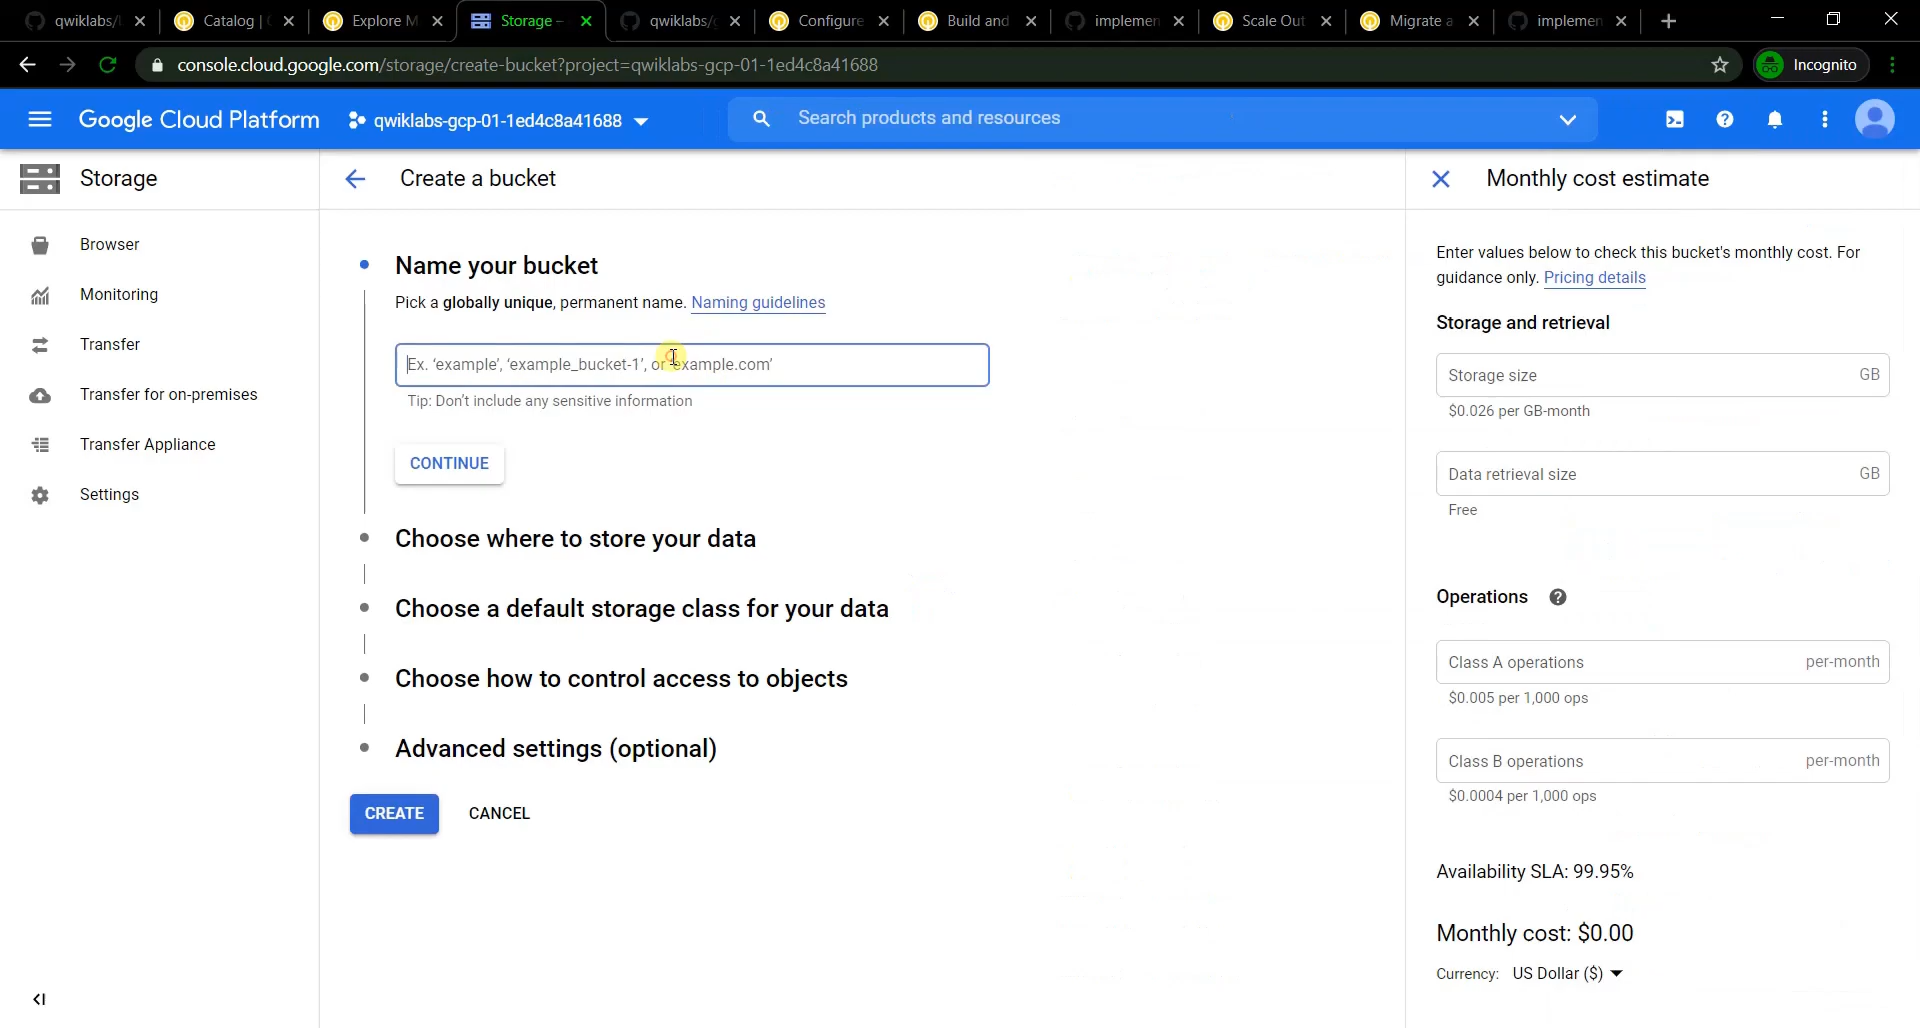 qwiklabs/
Catalog |
Explore M
Storage –
qwiklabs/g
Configure
Build and
implemen
Scale Out
Migrate a
implemen
console.cloud.google.com/storage/create-bucket?project=qwiklabs-gcp-01-1ed4c8a41688
Incognito
Google Cloud Platform
qwiklabs-gcp-01-1ed4c8a41688
Search products and resources
Storage
Create a bucket
Monthly cost estimate
Browser
Monitoring
Transfer
Transfer for on-premises
Transfer Appliance
Settings
Name your bucket
Pick a globally unique, permanent name. Naming guidelines
Ex. 'example', 'example_bucket-1', or 'example.com'
Tip: Don't include any sensitive information
CONTINUE
Choose where to store your data
Choose a default storage class for your data
Choose how to control access to objects
Advanced settings (optional)
CREATE
CANCEL
Enter values below to check this bucket's monthly cost. For
guidance only. Pricing details
Storage and retrieval
Storage size GB
$0.026 per GB-month
Data retrieval size GB
Free
Operations
Class A operations per-month
$0.005 per 1,000 ops
Class B operations per-month
$0.0004 per 1,000 ops
Availability SLA: 99.95%
Monthly cost: $0.00
Currency: US Dollar ($)